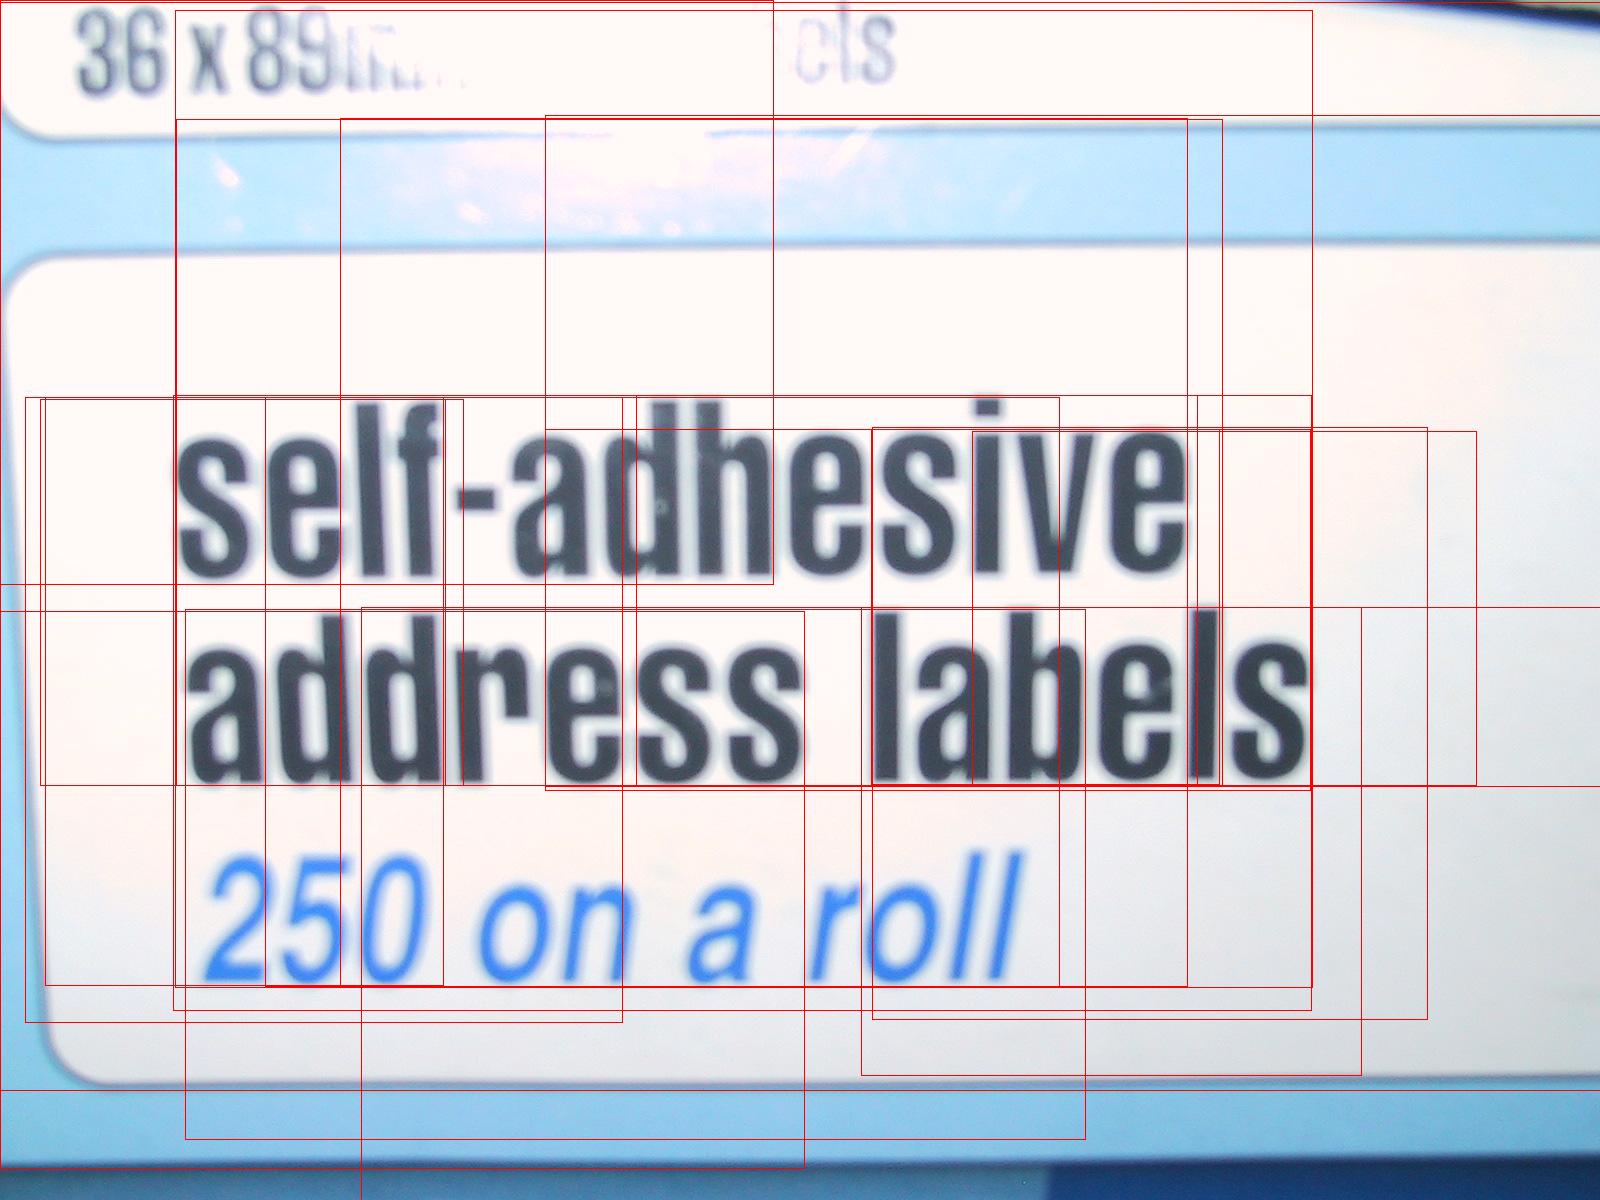 36 x 89
self-adhesive
address labels
250 on a roll